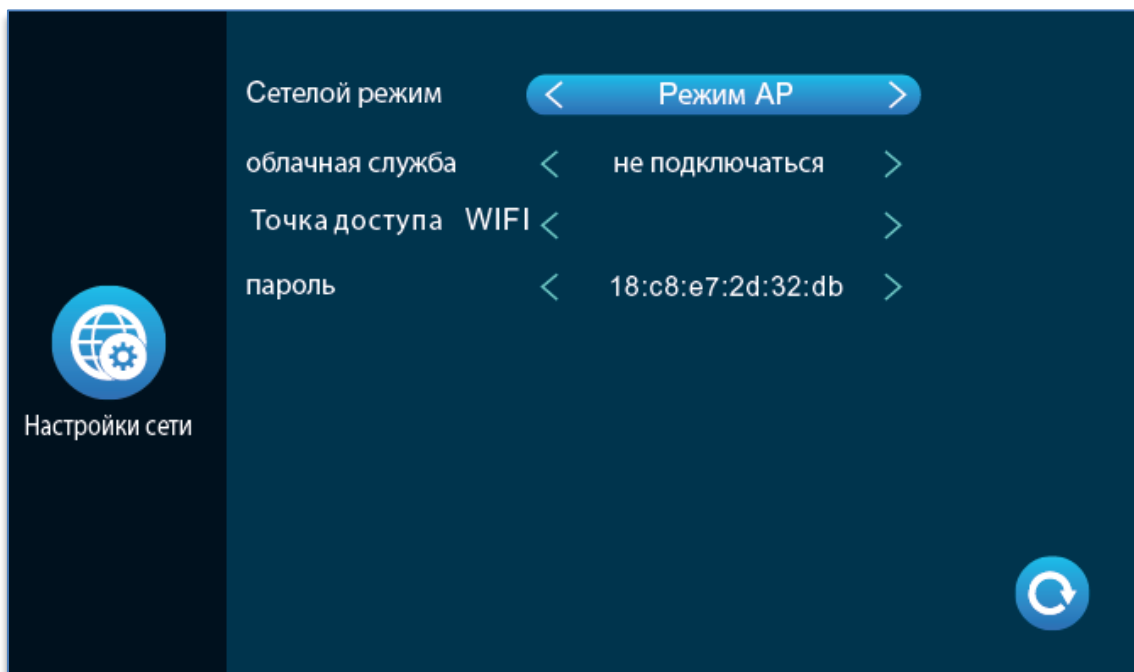 Сетелой режим < Режим AP >
облачная служба < не подключаться >
Точка доступа WIFI < >
пароль < 18:c8:e7:2d:32:db >
Настройки сети